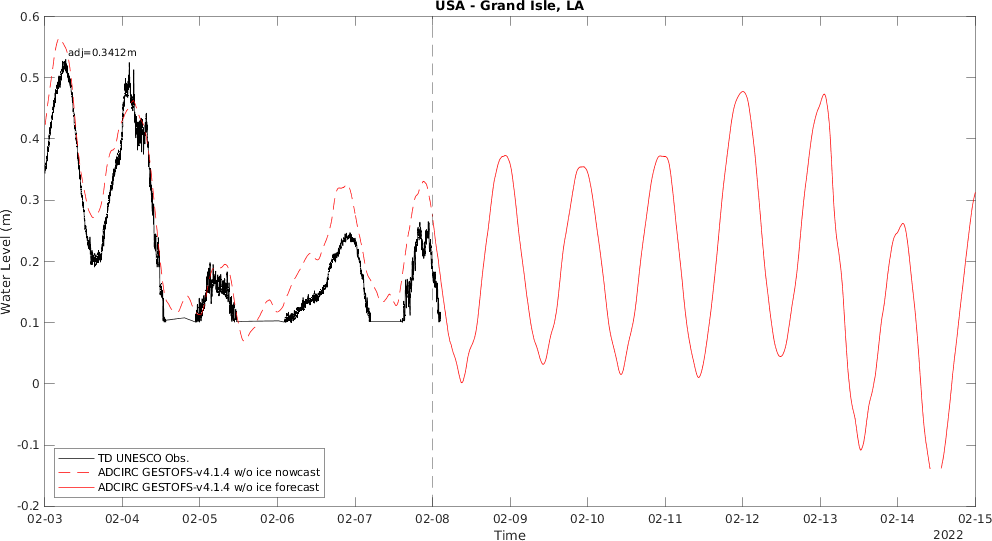 USA - Grand Isle, LA
0.6
0.5
0.4
0.3
0.2
0.1
0
-0.1
-0.2
Water Level (m)
adj=0.3412m
TD UNESCO Obs.
ADCIRC GESTOFS-v4.1.4 w/o ice nowcast
ADCIRC GESTOFS-v4.1.4 w/o ice forecast
02-03 02-04 02-05 02-06 02-07 02-08 02-09 02-10 02-11 02-12 02-13 02-14 02-15
Time
2022